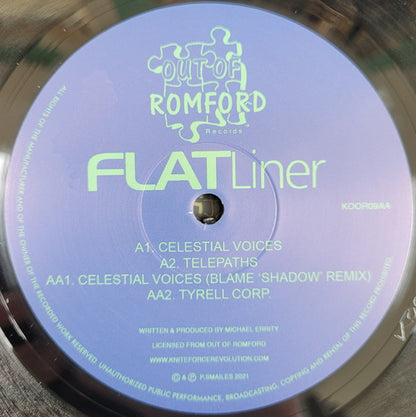 OUT OF
ROMFORD
Records
FLATLiner
KOOR09AA
A1. CELESTIAL VOICES
A2. TELEPATHS
AA1. CELESTIAL VOICES (BLAME 'SHADOW' REMIX)
AA2. TYRELL CORP.
WRITTEN & PRODUCED BY MICHAEL ERRITY
LICENSED FROM OUT OF ROMFORD
WWW.KNITEFORCEREVOLUTION.COM
© & ℗ P.SMAILES 2021
ALL RIGHTS OF THE MANUFACTURER AND OF THE OWNER OF THE RECORDED WORK RESERVED. UNAUTHORIZED PUBLIC PERFORMANCE, BROADCASTING, COPYING AND RENTAL OF THIS RECORD PROHIBITED.